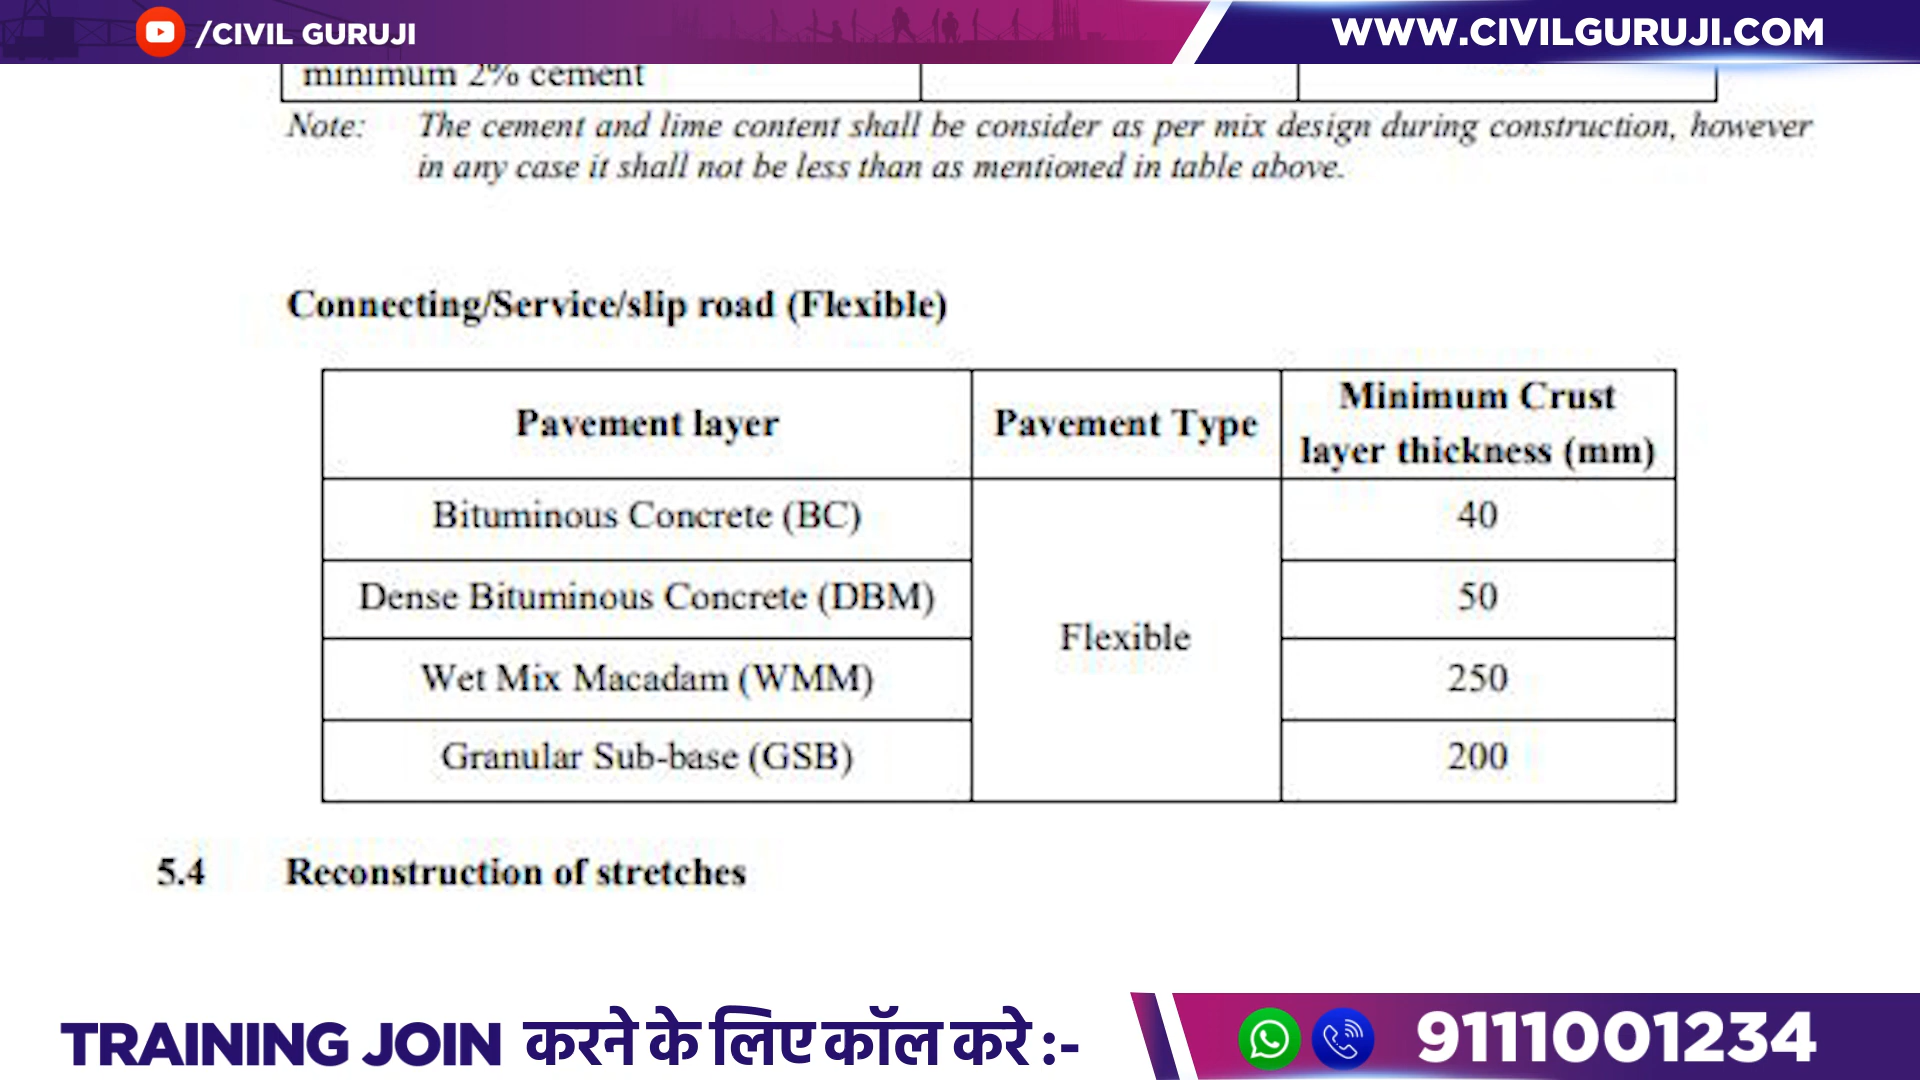 /CIVIL GURUJI
WWW.CIVILGURUJI.COM
minimum 2% cement
Note: The cement and lime content shall be consider as per mix design during construction, however
in any case it shall not be less than as mentioned in table above.
Connecting/Service/slip road (Flexible)
Pavement layer
Pavement Type
Minimum Crust
layer thickness (mm)
Bituminous Concrete (BC)
40
Dense Bituminous Concrete (DBM)
50
Flexible
Wet Mix Macadam (WMM)
250
Granular Sub-base (GSB)
200
5.4 Reconstruction of stretches
TRAINING JOIN करने के लिए कॉल करे :-
9111001234